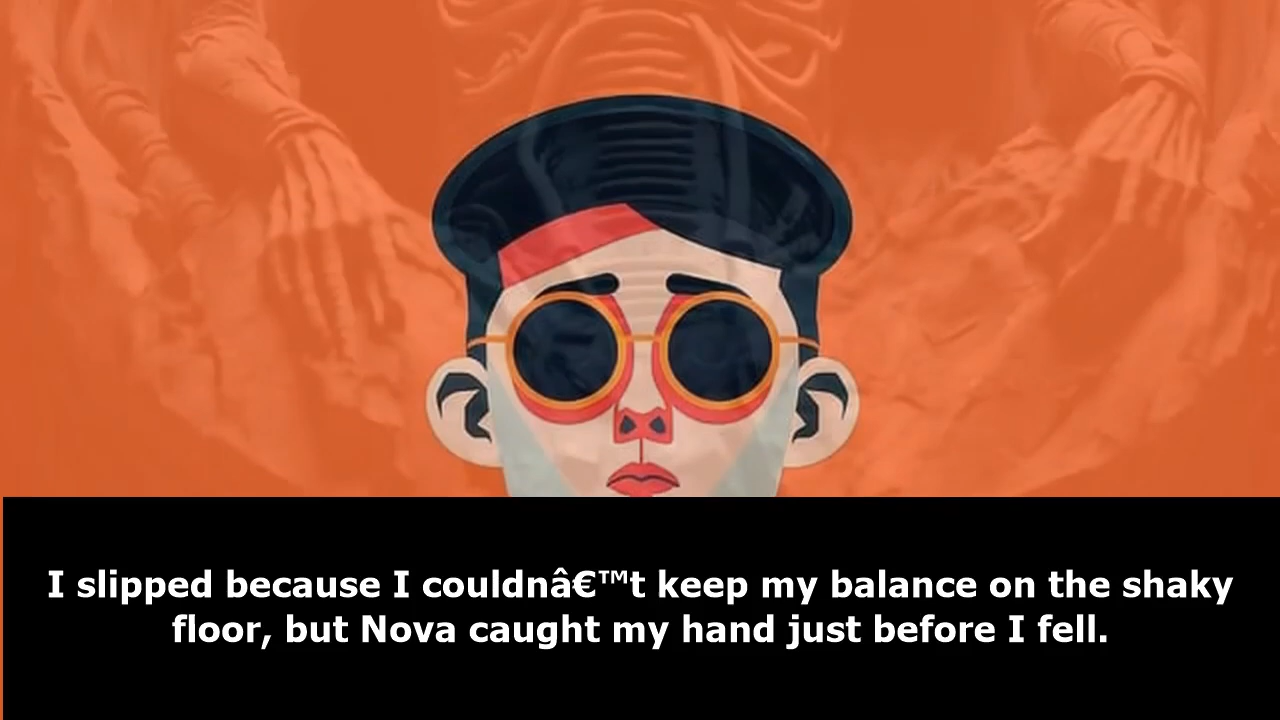 I slipped because I couldnâ€™t keep my balance on the shaky
floor, but Nova caught my hand just before I fell.